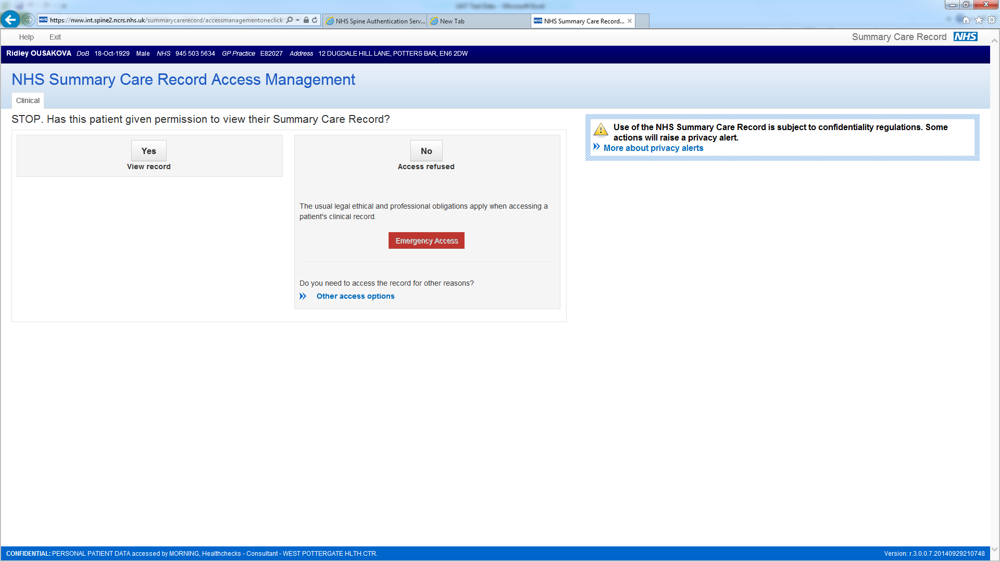 UAT Test Data - Microsoft Excel
NHS https://nww.int.spine2.ncrs.nhs.uk/summarycarerecord/accessmanagementoneclick
NHS Spine Authentication Serv...
New Tab
NHS NHS Summary Care Record...
Help Exit
Summary Care Record NHS
Ridley OUSAKOVA DoB 18-Oct-1929 Male NHS 945 503 5634 GP Practice E82027 Address 12 DUGDALE HILL LANE, POTTERS BAR, EN6 2DW
NHS Summary Care Record Access Management
Clinical
STOP. Has this patient given permission to view their Summary Care Record?
Yes
View record
No
Access refused
The usual legal ethical and professional obligations apply when accessing a
patient's clinical record.
Emergency Access
Do you need to access the record for other reasons?
Other access options
Use of the NHS Summary Care Record is subject to confidentiality regulations. Some
actions will raise a privacy alert.
More about privacy alerts
CONFIDENTIAL: PERSONAL PATIENT DATA accessed by MORNING, Healthchecks - Consultant - WEST POTTERGATE HLTH.CTR.
Version: r.3.0.0.7.20140929210748